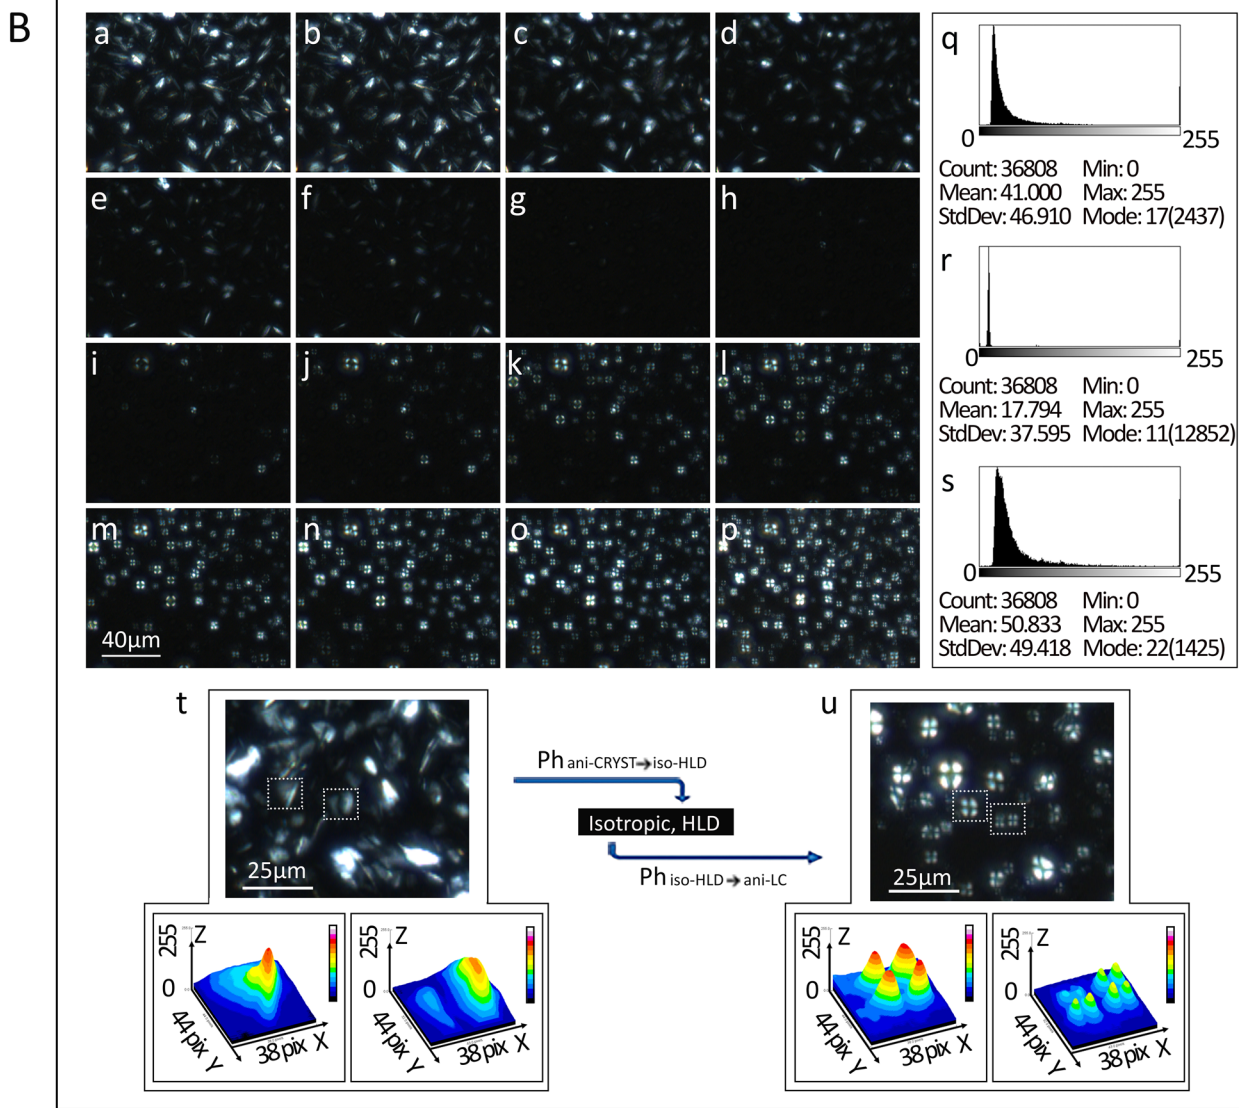 B
a b c d
e f g h
i j k l
m n o p
40µm
q
0 255
Count: 36808 Min: 0
Mean: 41.000 Max: 255
StdDev: 46.910 Mode: 17(2437)
r
0 255
Count: 36808 Min: 0
Mean: 17.794 Max: 255
StdDev: 37.595 Mode: 11(12852)
s
0 255
Count: 36808 Min: 0
Mean: 50.833 Max: 255
StdDev: 49.418 Mode: 22(1425)
t
25µm
Ph ani-CRYST➔iso-HLD
Isotropic, HLD
Ph iso-HLD➔ani-LC
u
25µm
255 Z
0
44 pix Y
38 pix X
255 Z
0
44 pix Y
38 pix X
255 Z
0
44 pix Y
38 pix X
255 Z
0
44 pix Y
38 pix X